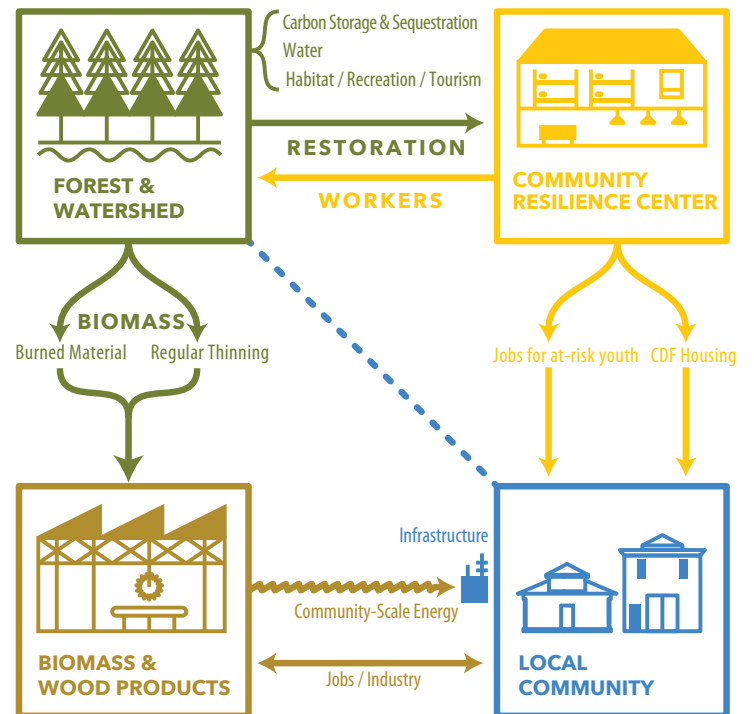 Carbon Storage & Sequestration
Water
Habitat / Recreation / Tourism
RESTORATION
WORKERS
FOREST &
WATERSHED
COMMUNITY
RESILIENCE CENTER
BIOMASS
Burned Material
Regular Thinning
Jobs for at-risk youth
CDF Housing
Infrastructure
Community-Scale Energy
BIOMASS &
WOOD PRODUCTS
Jobs / Industry
LOCAL
COMMUNITY